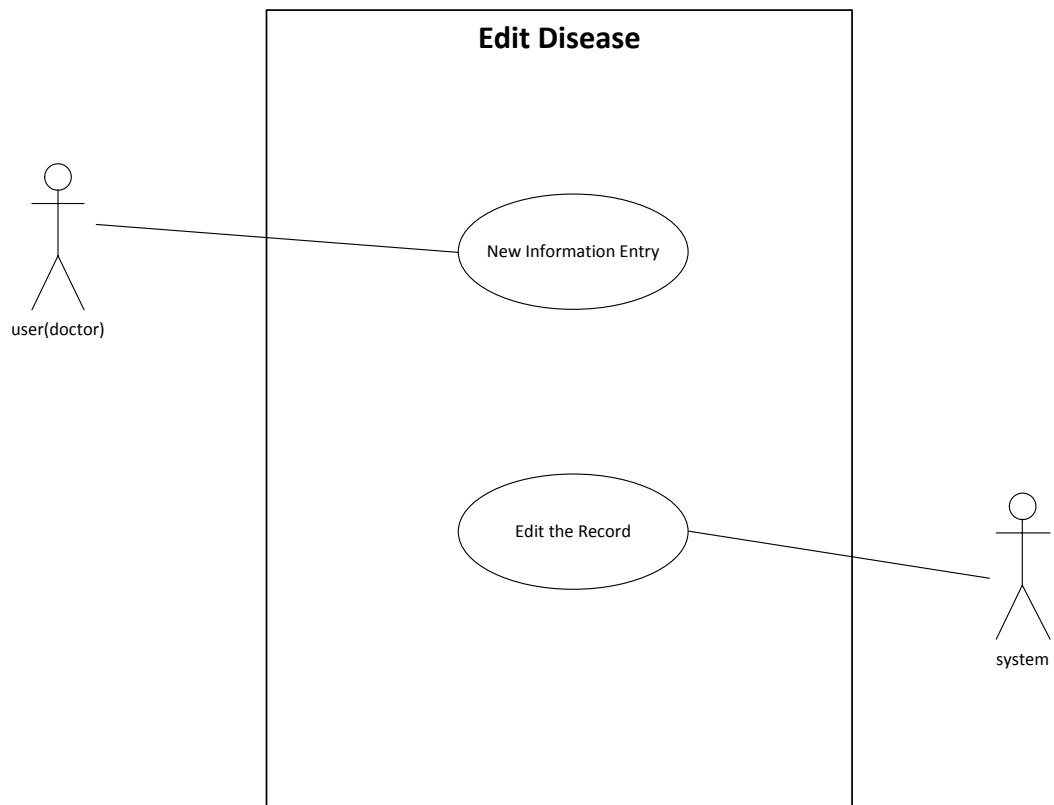 Edit Disease
New Information Entry
user(doctor)
Edit the Record
system